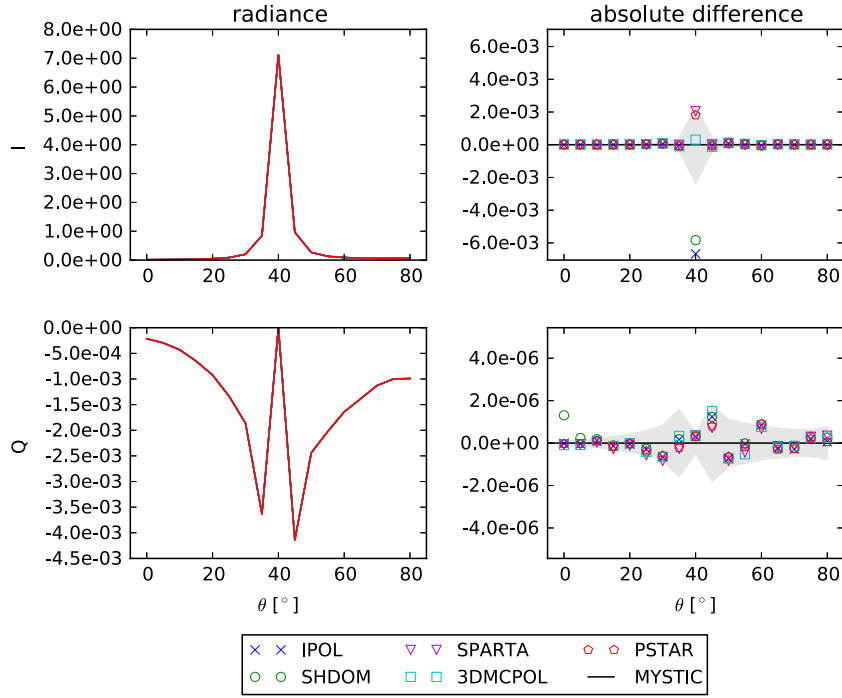 radiance
absolute difference
8.0e+00
7.0e+00
6.0e+00
5.0e+00
4.0e+00
3.0e+00
2.0e+00
1.0e+00
0.0e+00
I
0 20 40 60 80
6.0e-03
4.0e-03
2.0e-03
0.0e+00
-2.0e-03
-4.0e-03
-6.0e-03
0 20 40 60 80
0.0e+00
-5.0e-04
-1.0e-03
-1.5e-03
-2.0e-03
-2.5e-03
-3.0e-03
-3.5e-03
-4.0e-03
-4.5e-03
Q
0 20 40 60 80
θ [°]
4.0e-06
2.0e-06
0.0e+00
-2.0e-06
-4.0e-06
0 20 40 60 80
θ [°]
IPOL SPARTA PSTAR
SHDOM 3DMCPOL MYSTIC